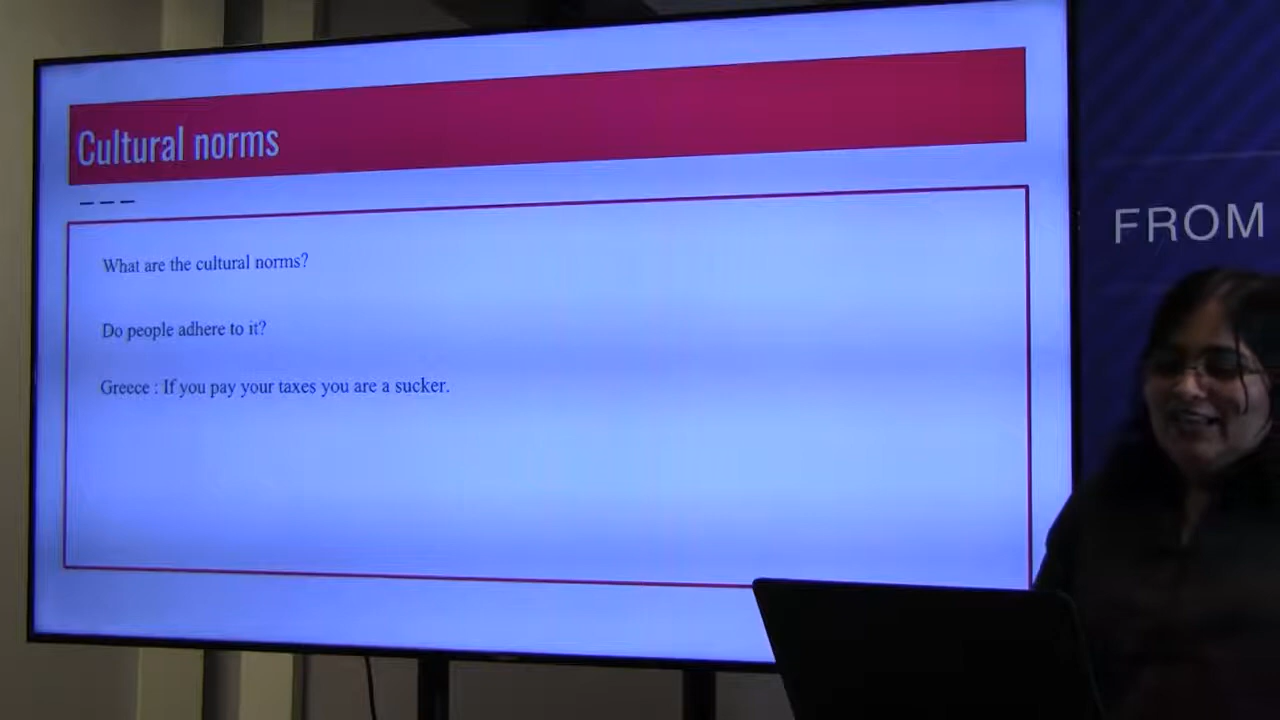 Cultural norms
What are the cultural norms?
Do people adhere to it?
Greece : If you pay your taxes you are a sucker.
FROM